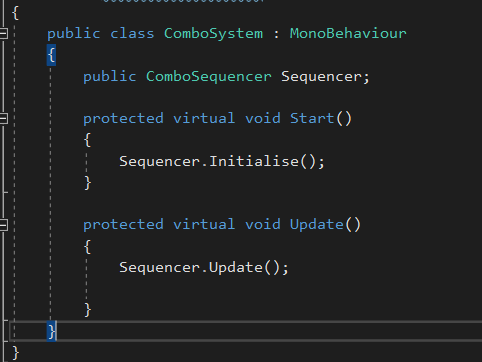 {
public class ComboSystem : MonoBehaviour
{
public ComboSequencer Sequencer;
protected virtual void Start()
{
Sequencer.Initialise();
}
protected virtual void Update()
{
Sequencer.Update();
}
}
}